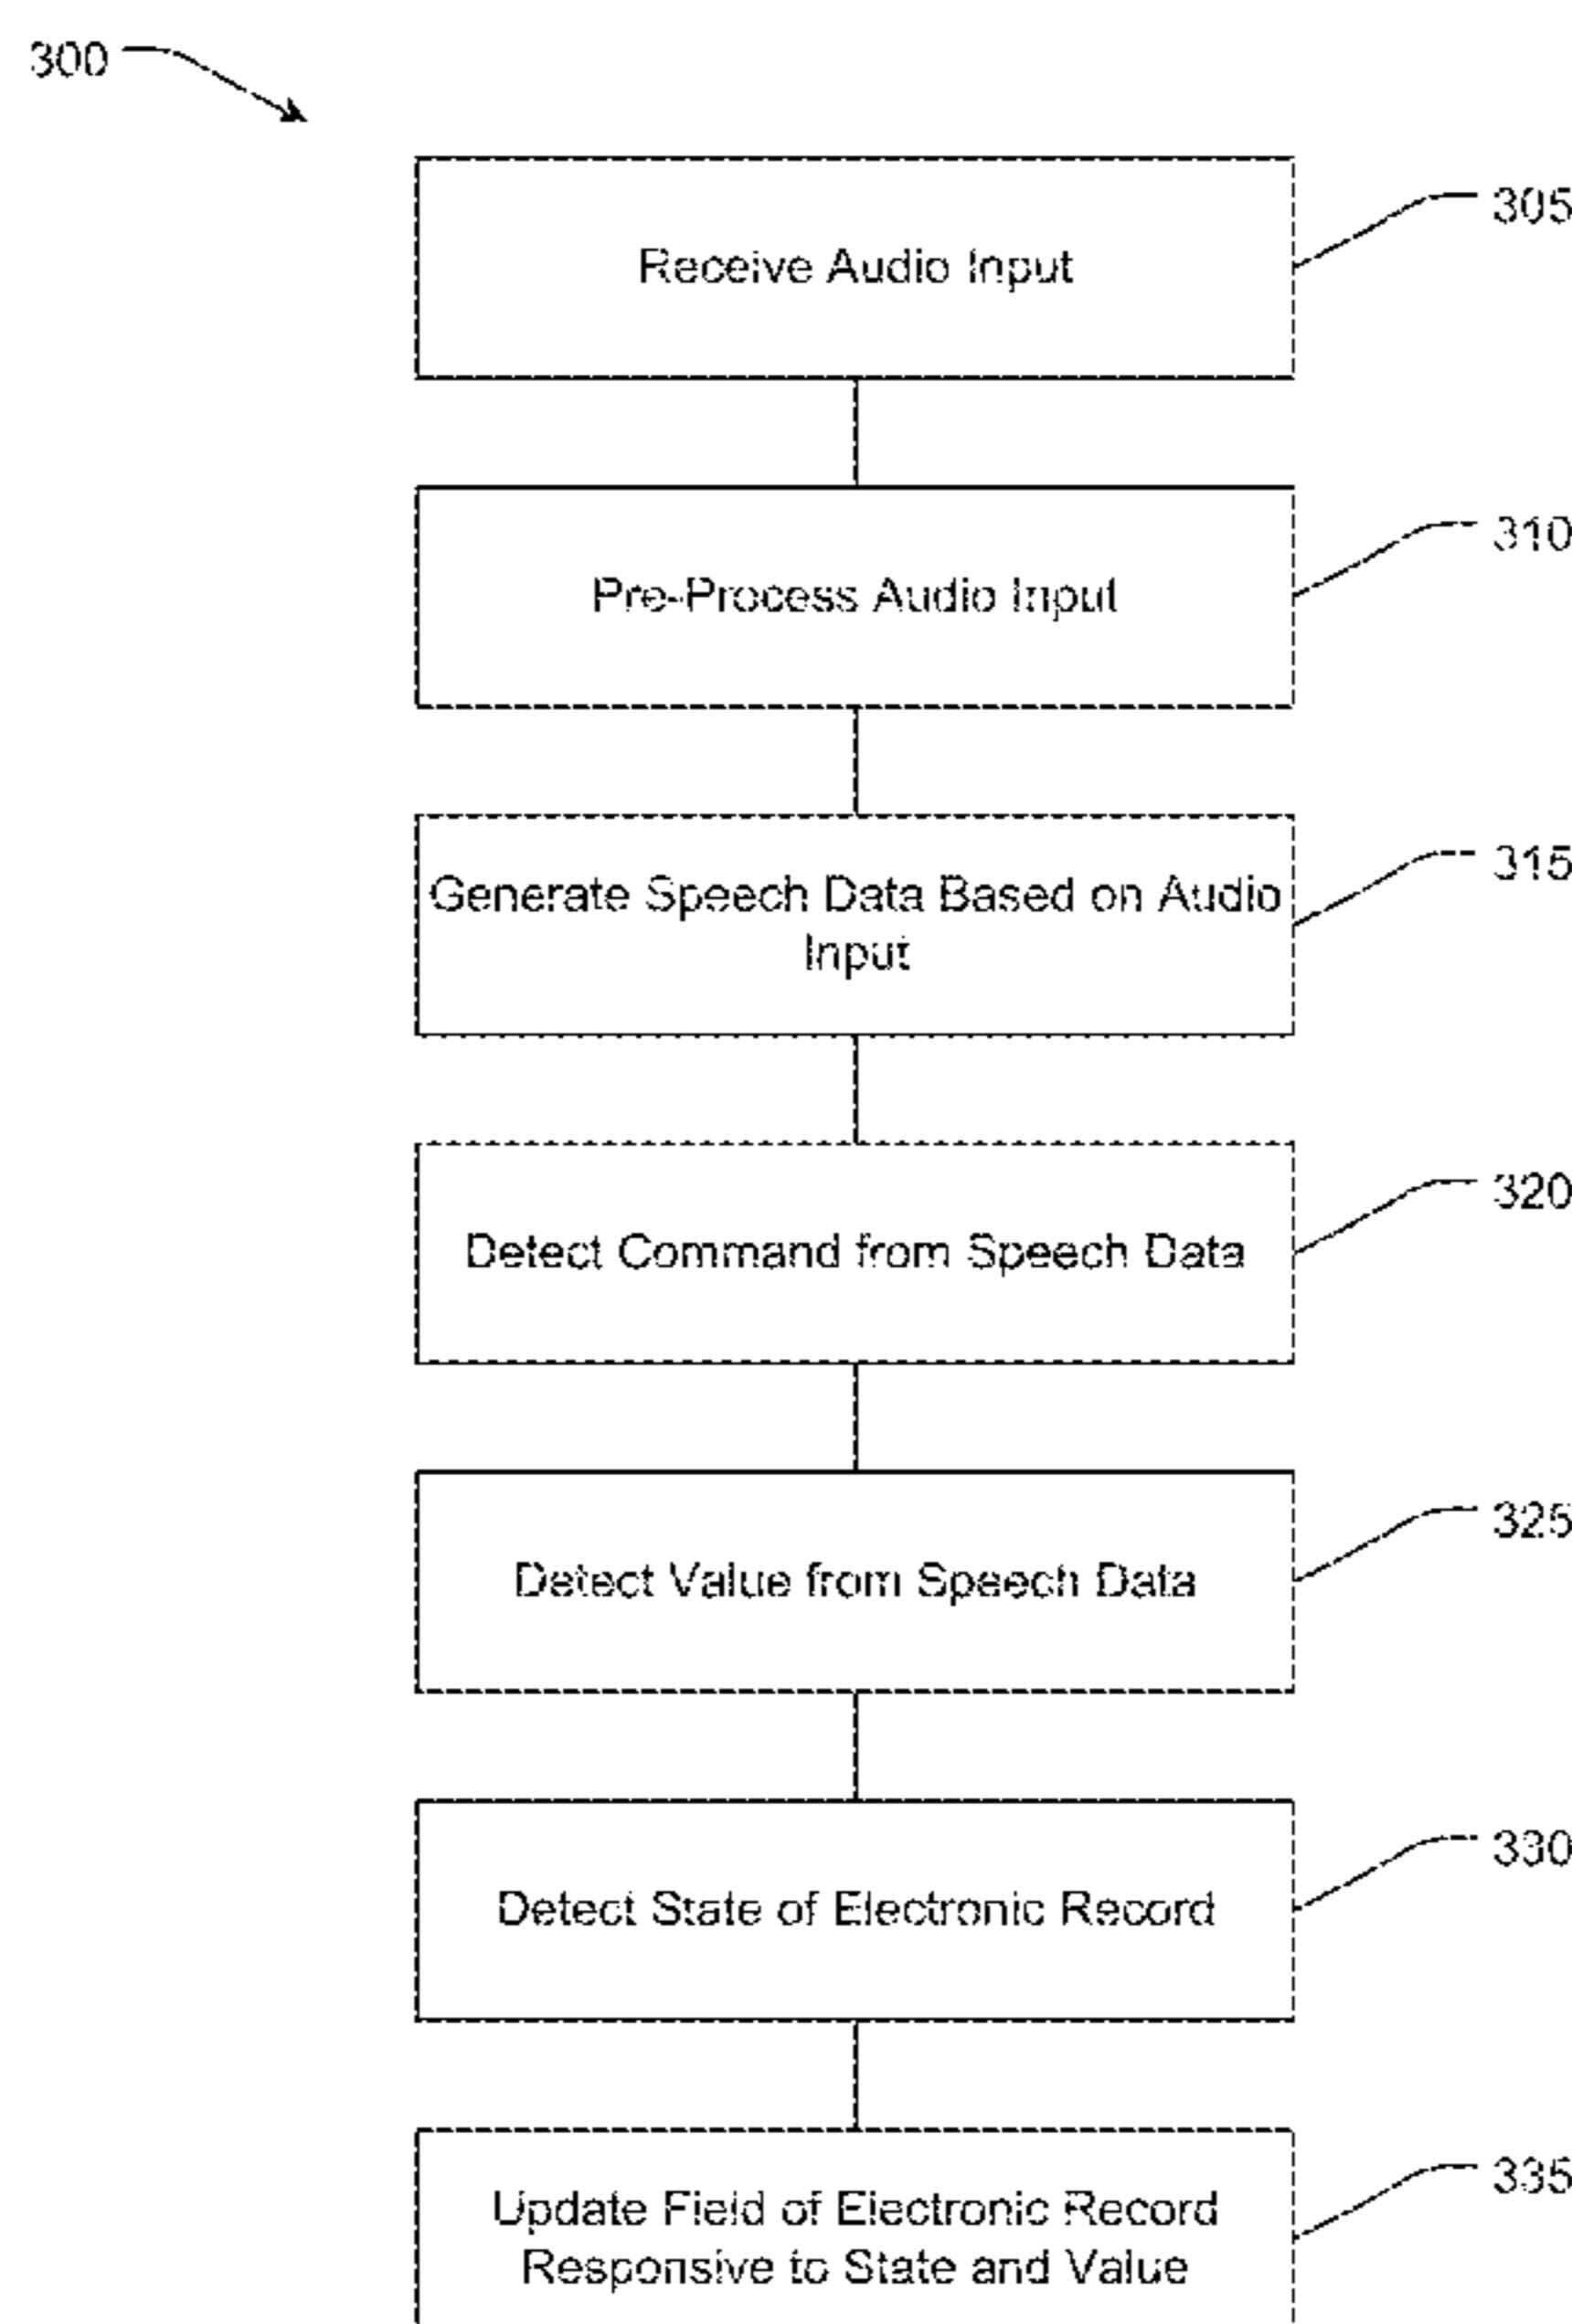 300
305
Receive Audio Input
310
Pre-Process Audio Input
315
Generate Speech Data Based on Audio
Input
320
Detect Command from Speech Data
325
Detect Value from Speech Data
330
Detect State of Electronic Record
335
Update Field of Electronic Record
Responsive to State and Value